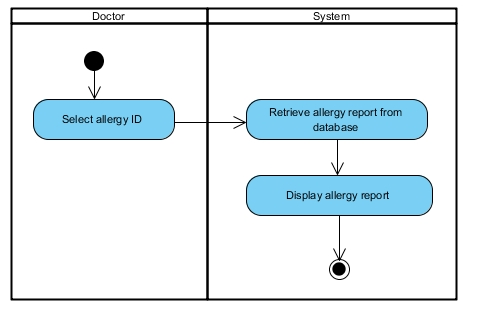 Doctor
System
Select allergy ID
Retrieve allergy report from
database
Display allergy report